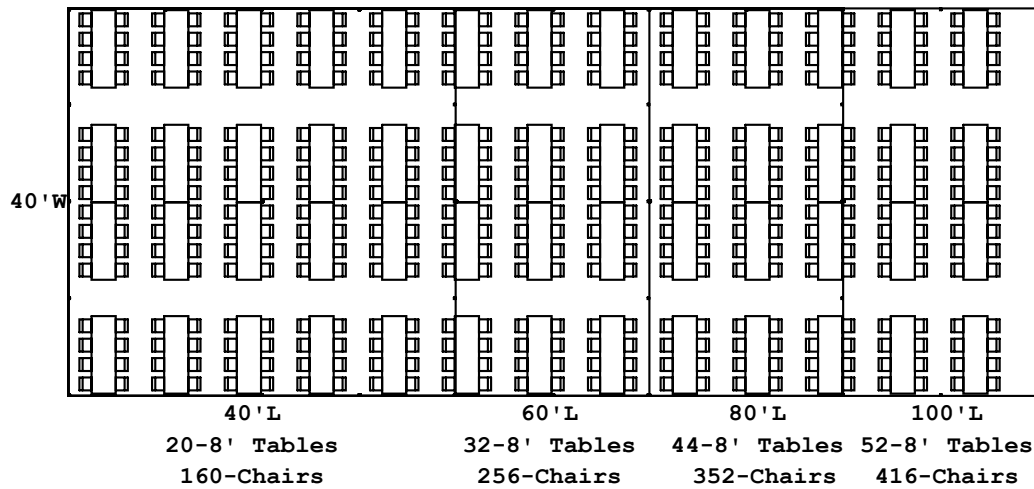 40'W
40'L 60'L 80'L 100'L
20-8' Tables 32-8' Tables 44-8' Tables 52-8' Tables
160-Chairs 256-Chairs 352-Chairs 416-Chairs